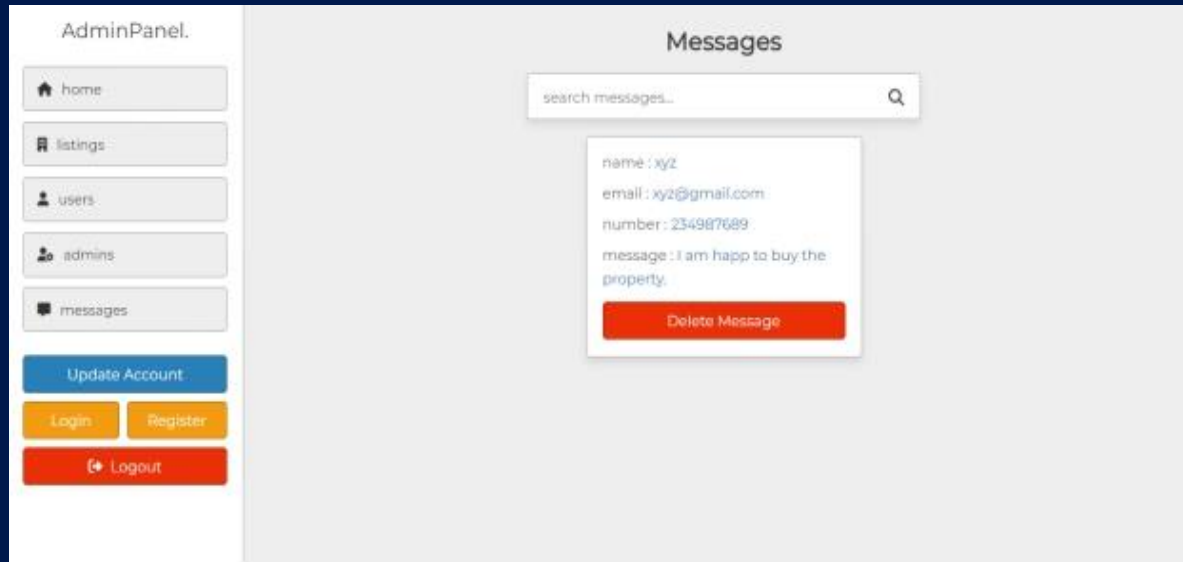 AdminPanel.
home
listings
users
admins
messages
Update Account
Login Register
Logout
Messages
search messages...
name : xyz
email : xyz@gmail.com
number : 234987689
message : I am happ to buy the
property.
Delete Message